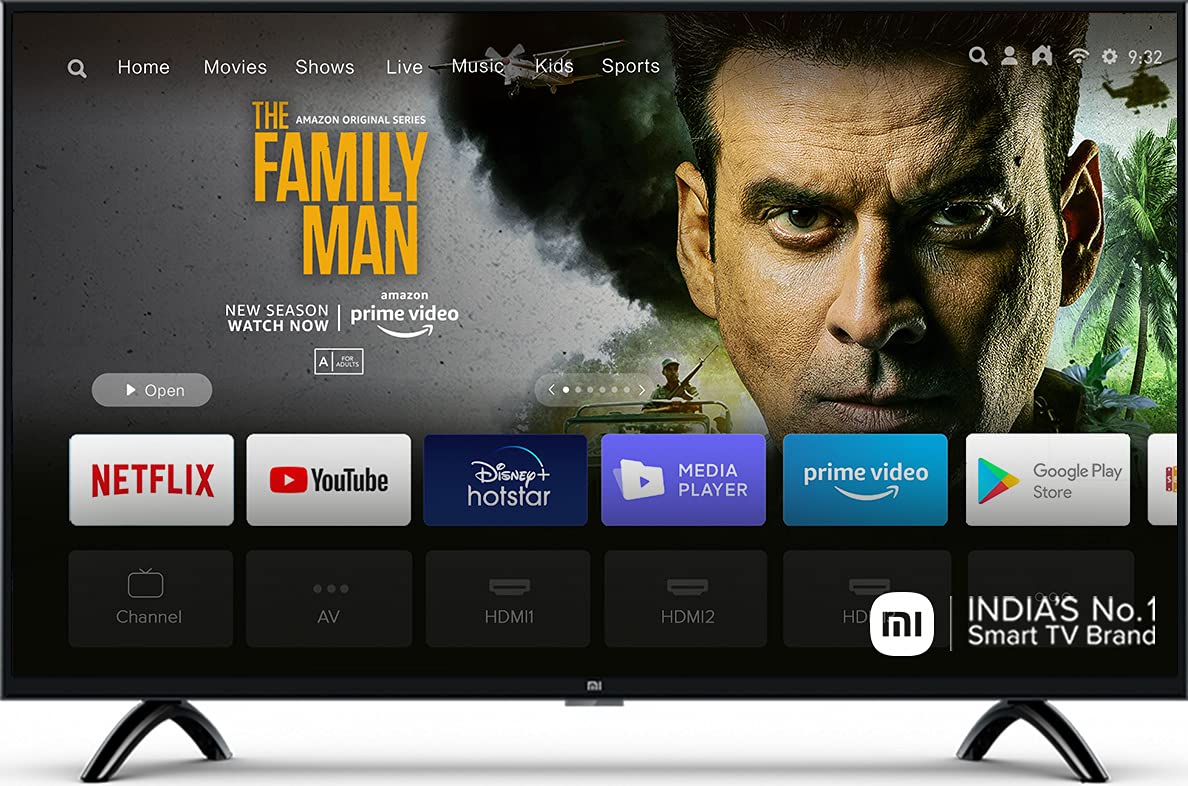 Home Movies Shows Live Music Kids Sports 9:32
THE
AMAZON ORIGINAL SERIES
FAMILY
MAN
NEW SEASON
WATCH NOW
amazon
prime video
A FOR
ADULTS
Open
NETFLIX
YouTube
Disney+
hotstar
MEDIA
PLAYER
prime video
Google Play
Store
Channel
AV
HDMI1
HDMI2
mi
INDIA'S No.1
Smart TV Brand
mi